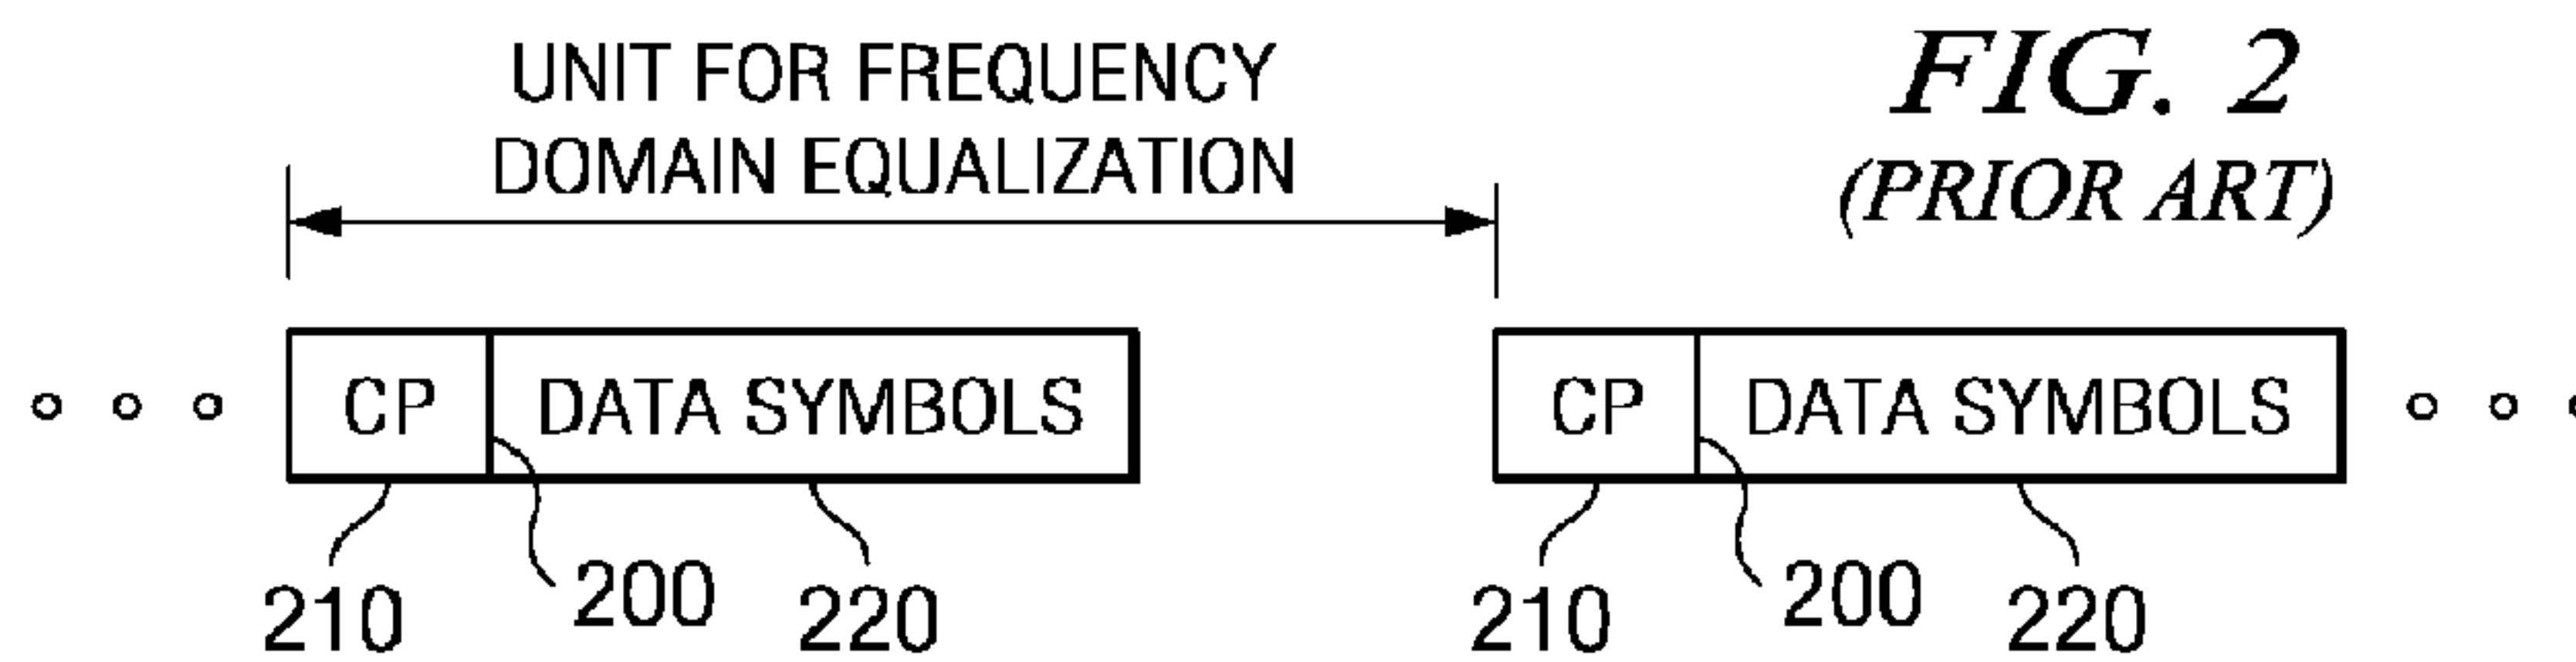 UNIT FOR FREQUENCY
DOMAIN EQUALIZATION
FIG. 2
(PRIOR ART)
CP DATA SYMBOLS CP DATA SYMBOLS
210 200 220 210 200 220